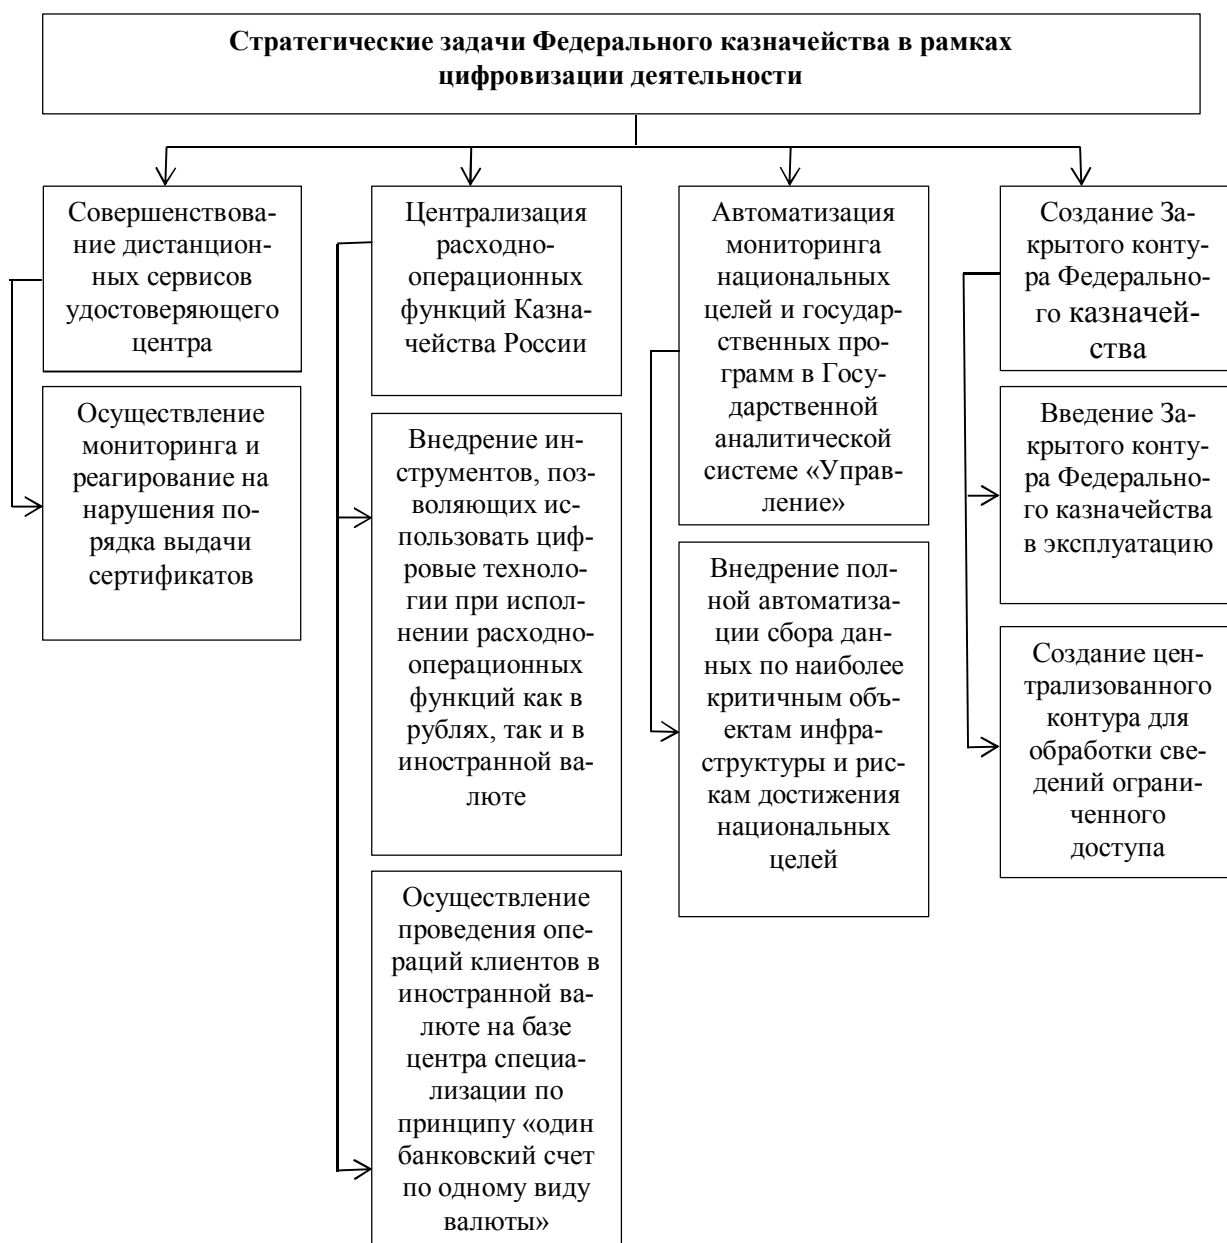 Стратегические задачи Федерального казначейства в рамках
цифровизации деятельности
Совершенствова-
ние дистанцион-
ных сервисов
удостоверяющего
центра
Осуществление
мониторинга и
реагирование на
нарушения по-
рядка выдачи
сертификатов
Централизация
расходно-
операционных
функций Казна-
чейства России
Внедрение ин-
струментов, поз-
воляющих ис-
пользовать циф-
ровые техноло-
гии при испол-
нении расходно-
операционных
функций как в
рублях, так и в
иностранной ва-
люте
Осуществление
проведения опе-
раций клиентов в
иностранной ва-
люте на базе
центра специа-
лизации по
принципу «один
банковский счет
по одному виду
валюты»
Автоматизация
мониторинга
национальных
целей и государ-
ственных про-
грамм в Госу-
дарственной
аналитической
системе «Управ-
ление»
Внедрение пол-
ной автоматиза-
ции сбора дан-
ных по наиболее
критичным объ-
ектам инфра-
структуры и рис-
кам достижения
национальных
целей
Создание За-
крытого конту-
ра Федерально-
го казначей-
ства
Введение За-
крытого конту-
ра Федерально-
го казначейства
в эксплуатацию
Создание цен-
трализованного
контура для
обработки све-
дений ограни-
ченного
доступа